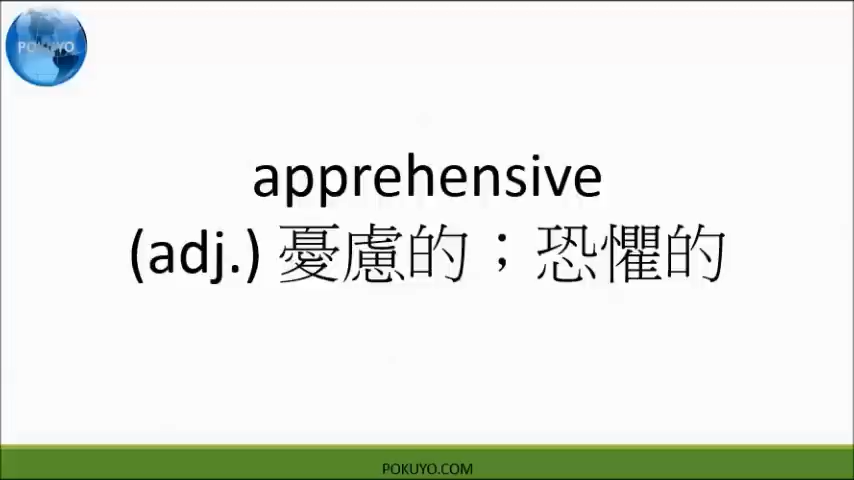 POKUYO
apprehensive
(adj.) 憂慮的；恐懼的
POKUYO.COM